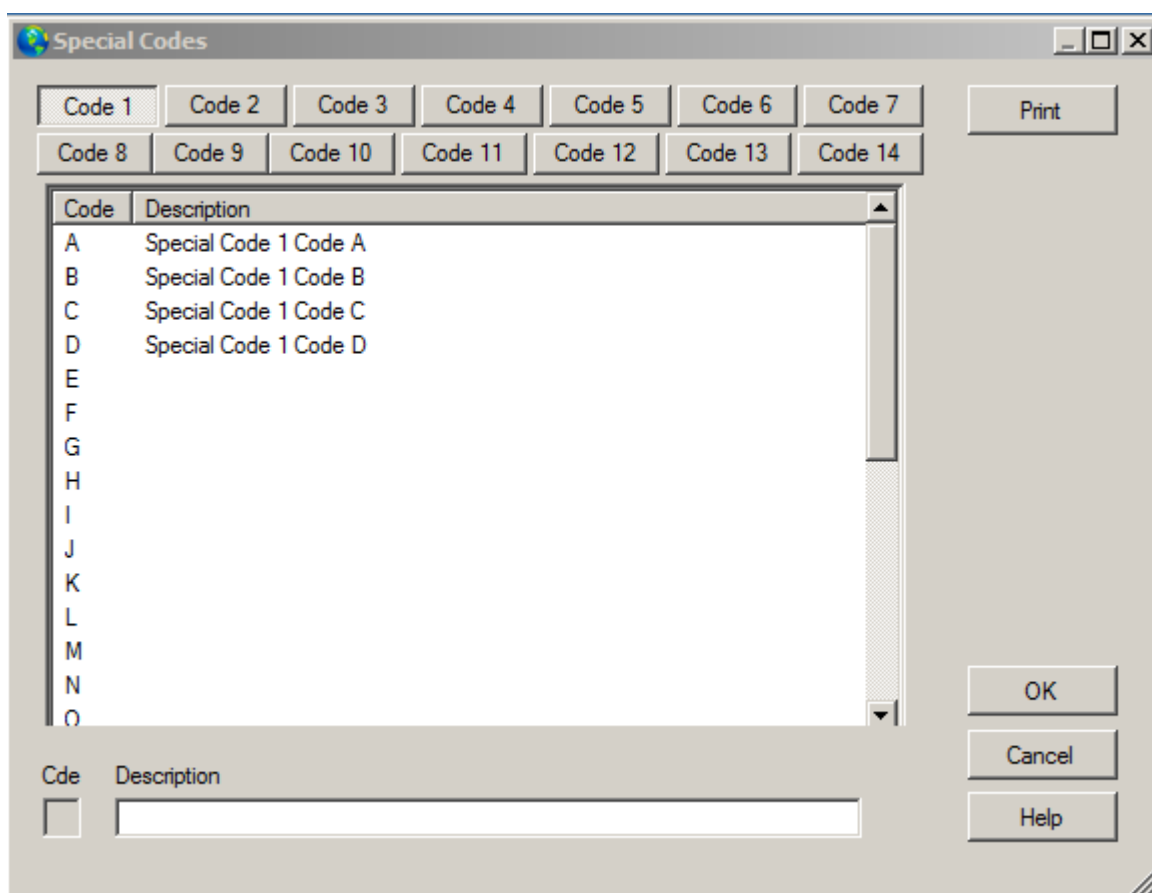 Special Codes
Code 1 Code 2 Code 3 Code 4 Code 5 Code 6 Code 7 Print
Code 8 Code 9 Code 10 Code 11 Code 12 Code 13 Code 14
Code Description
A Special Code 1 Code A
B Special Code 1 Code B
C Special Code 1 Code C
D Special Code 1 Code D
E
F
G
H
I
J
K
L
M
N
OK
O
Cancel
Cde Description
Help